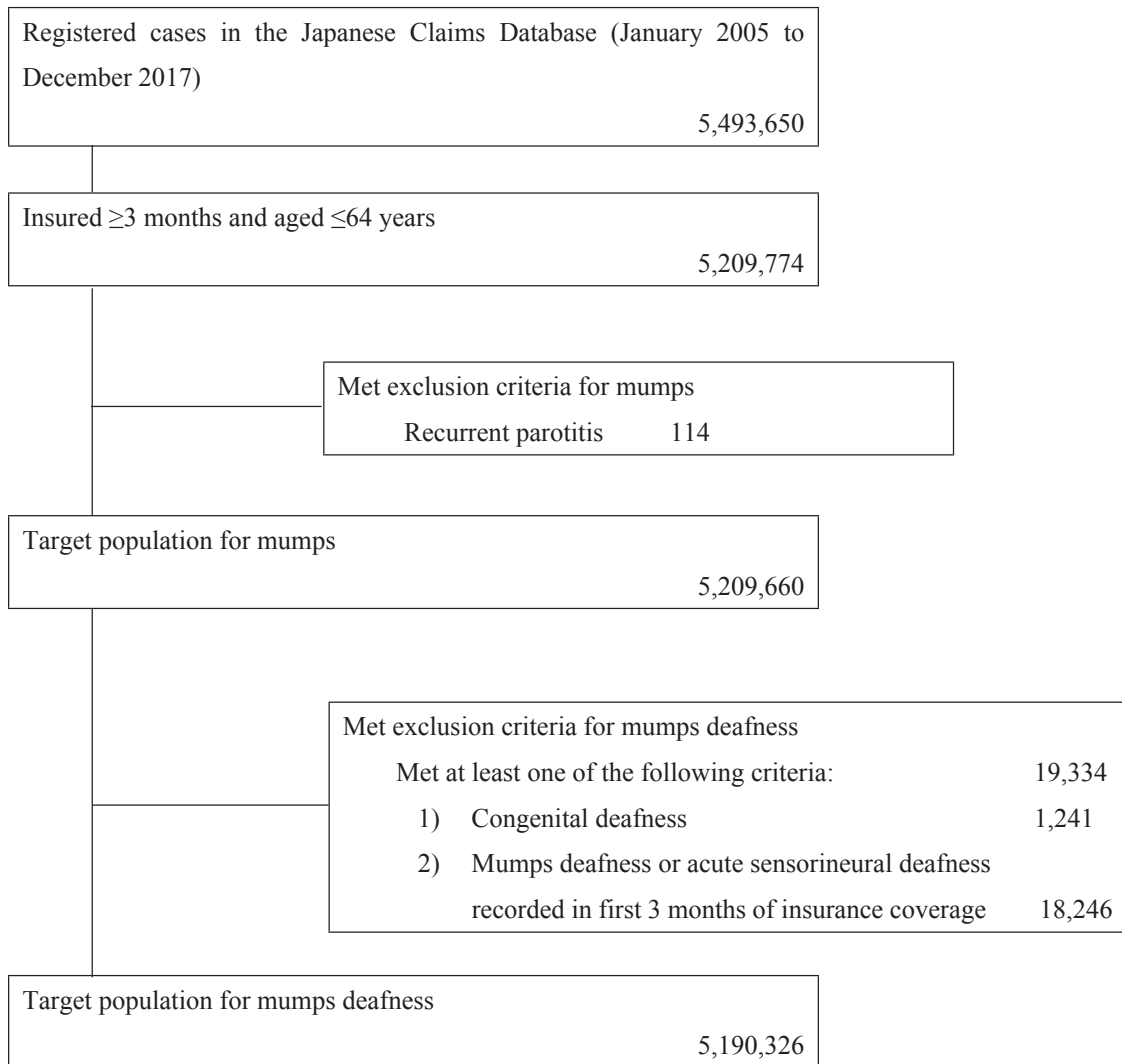 Registered cases in the Japanese Claims Database (January 2005 to
December 2017)
5,493,650
Insured ≥3 months and aged ≤64 years
5,209,774
Met exclusion criteria for mumps
Recurrent parotitis 114
Target population for mumps
5,209,660
Met exclusion criteria for mumps deafness
Met at least one of the following criteria: 19,334
1) Congenital deafness 1,241
2) Mumps deafness or acute sensorineural deafness
recorded in first 3 months of insurance coverage 18,246
Target population for mumps deafness
5,190,326